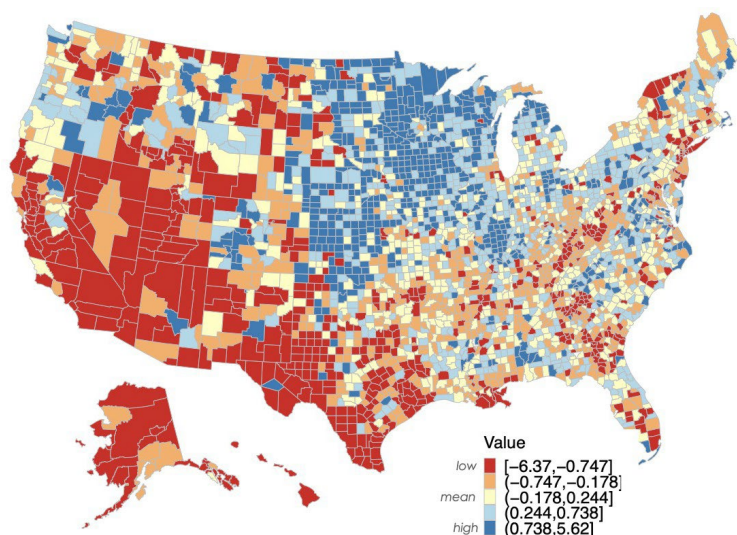 Value
low [−6.37,−0.747]
(−0.747,−0.178]
mean (−0.178,0.244]
(0.244,0.738]
high (0.738,5.62]